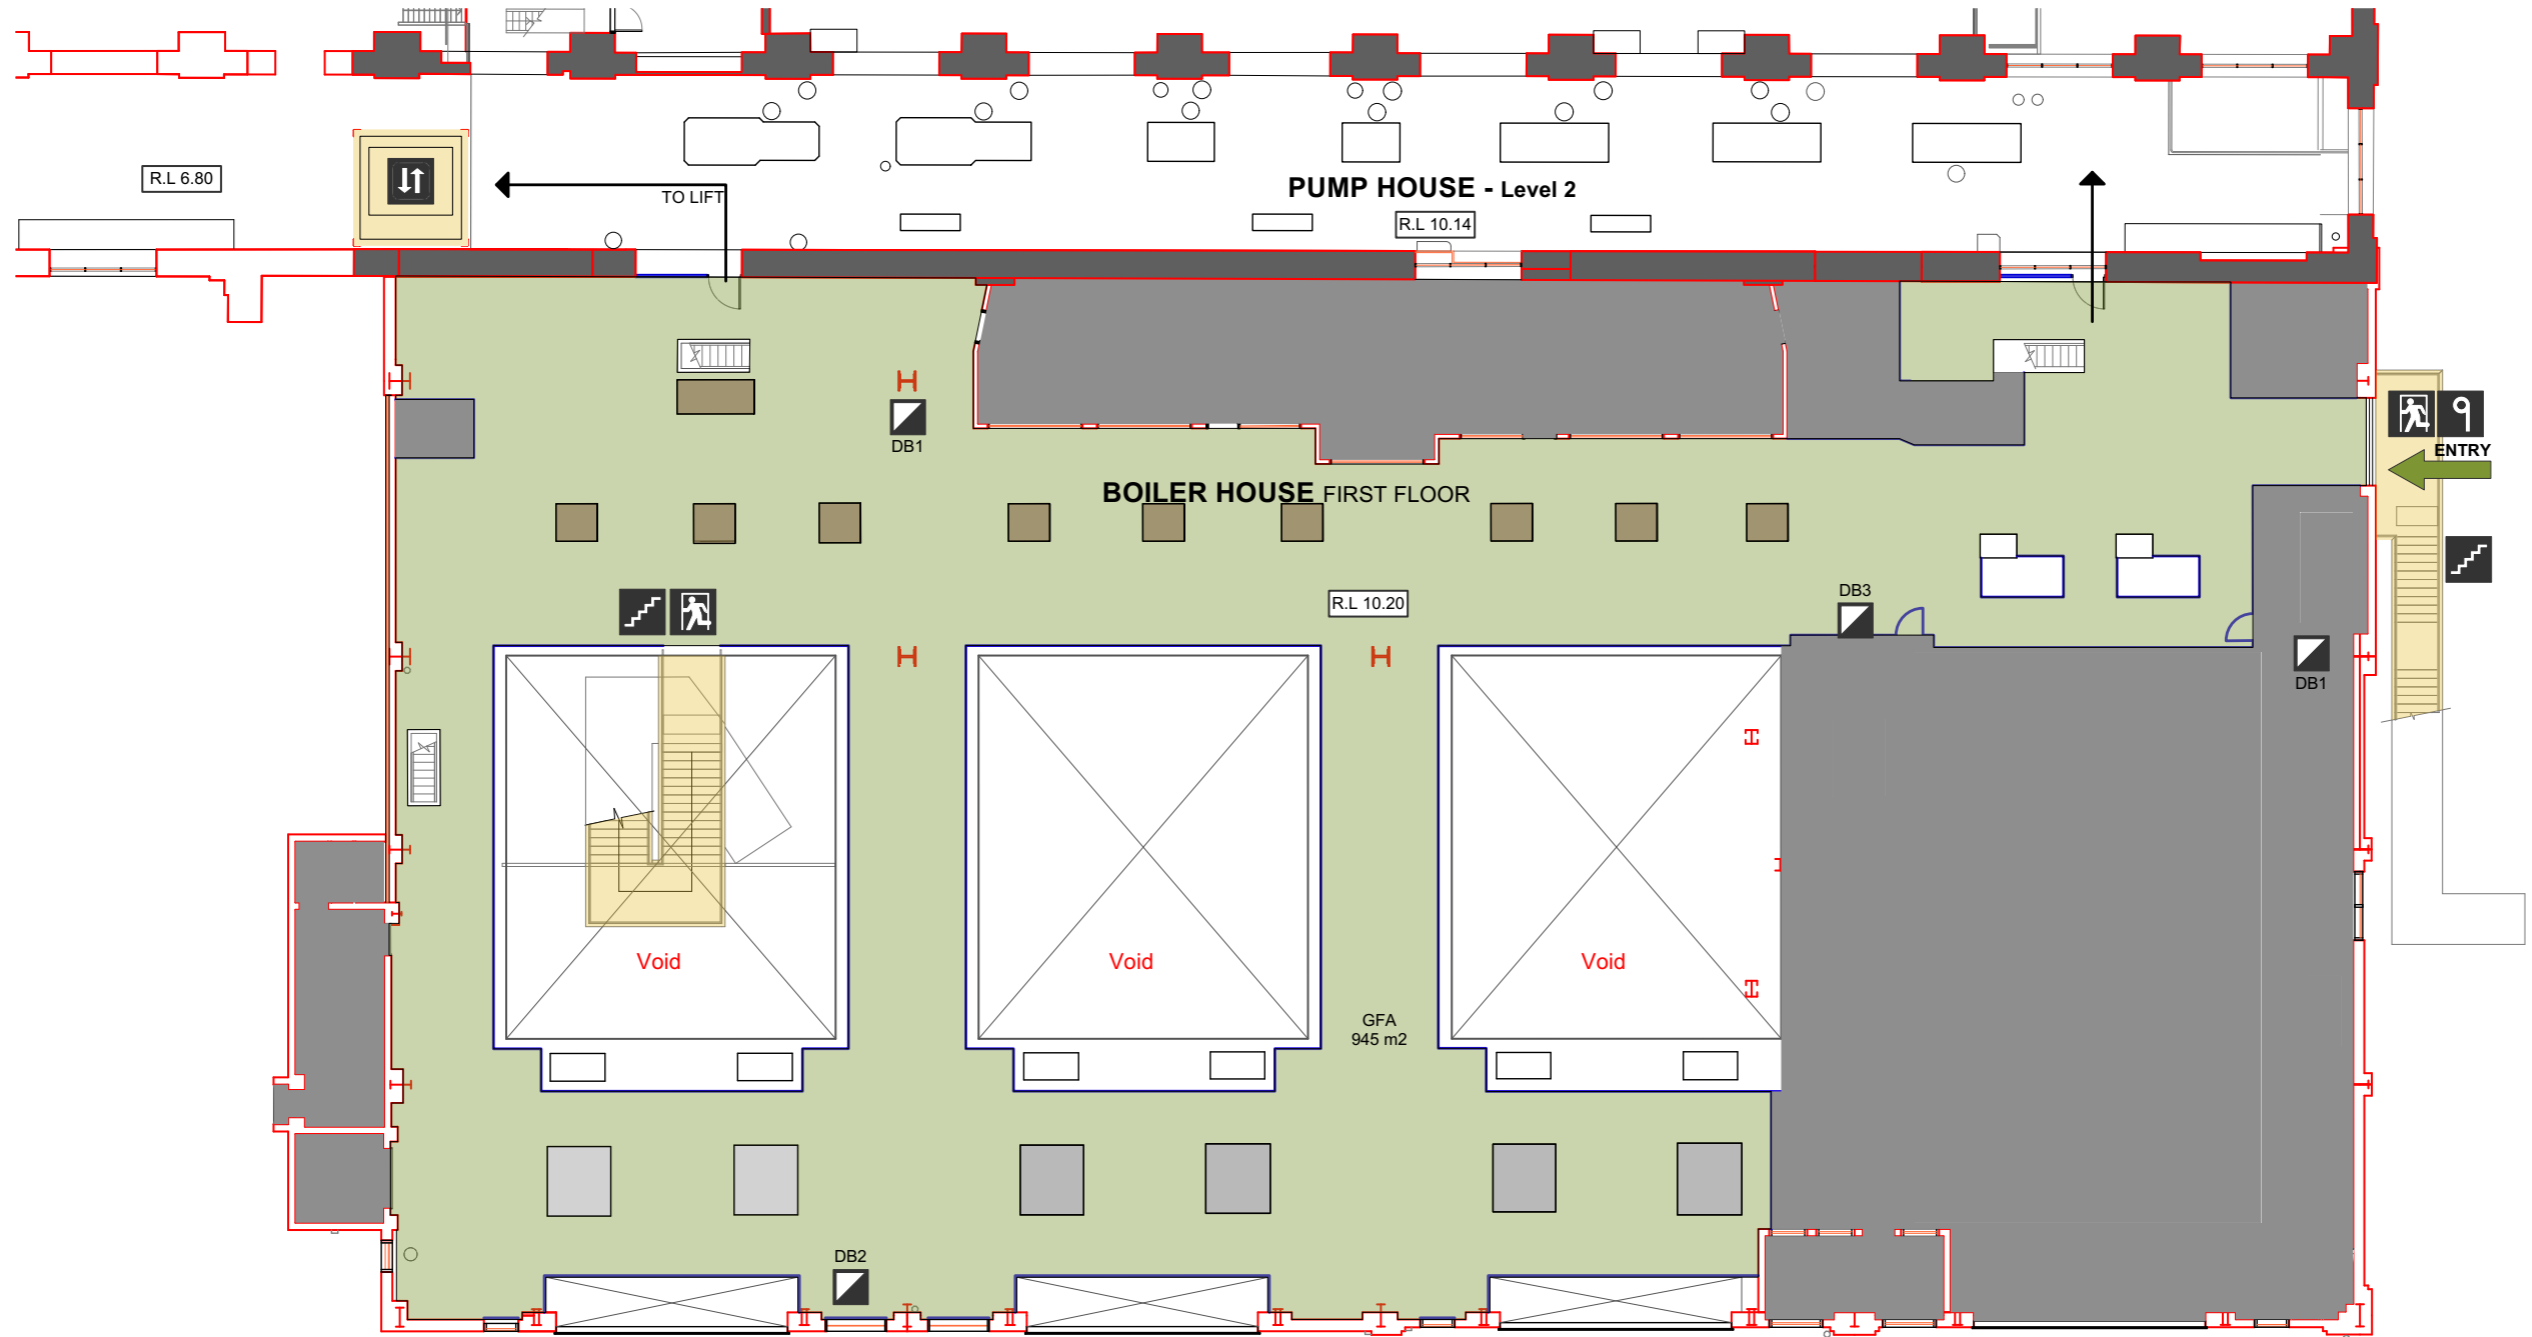 R.L 6.80
TO LIFT
PUMP HOUSE - Level 2
R.L 10.14
DB1
9
ENTRY
BOILER HOUSE FIRST FLOOR
R.L 10.20
DB3
DB1
Void
Void
Void
GFA
945 m2
DB2